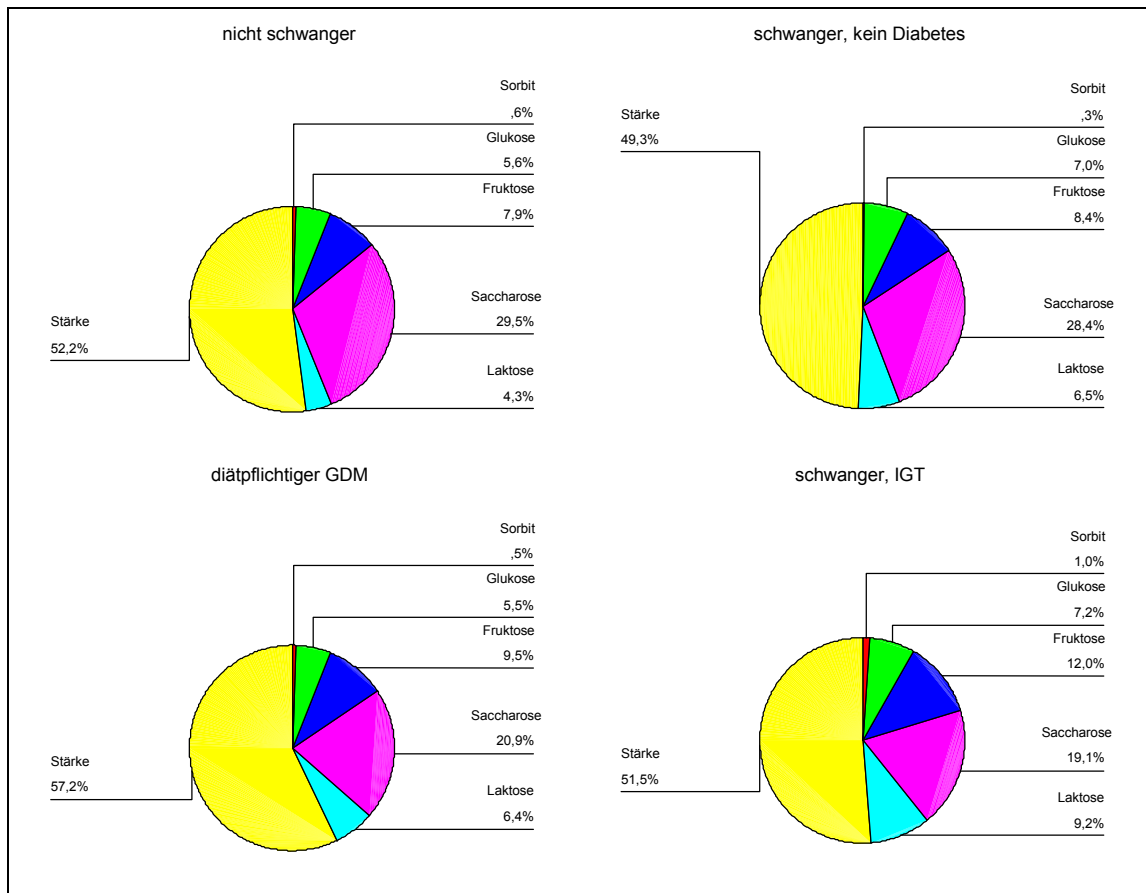 nicht schwanger
Sorbit
,6%
Glukose
5,6%
Fruktose
7,9%
Saccharose
29,5%
Laktose
4,3%
Stärke
52,2%
schwanger, kein Diabetes
Sorbit
,3%
Glukose
7,0%
Fruktose
8,4%
Saccharose
28,4%
Laktose
6,5%
Stärke
49,3%
diätpflichtiger GDM
Sorbit
,5%
Glukose
5,5%
Fruktose
9,5%
Saccharose
20,9%
Laktose
6,4%
Stärke
57,2%
schwanger, IGT
Sorbit
1,0%
Glukose
7,2%
Fruktose
12,0%
Saccharose
19,1%
Laktose
9,2%
Stärke
51,5%